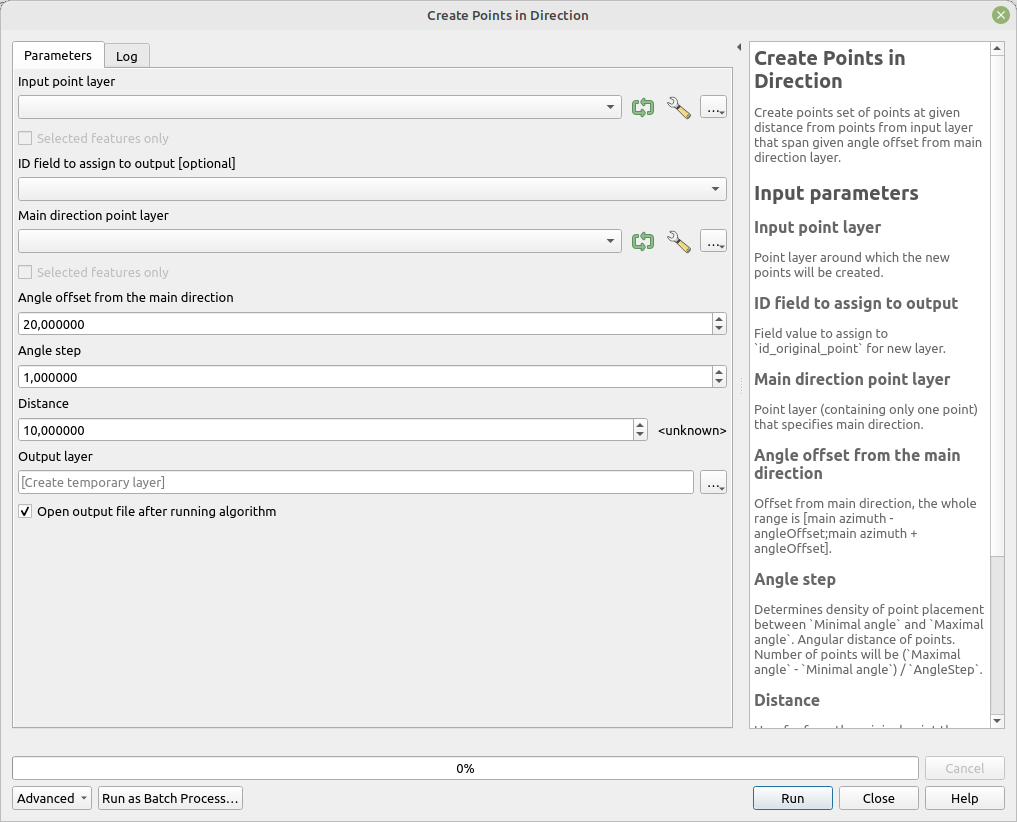 Create Points in Direction
Parameters
Log
Input point layer
...
Selected features only
ID field to assign to output [optional]
Main direction point layer
...
Selected features only
Angle offset from the main direction
20,000000
Angle step
1,000000
Distance
10,000000
<unknown>
Output layer
[Create temporary layer]
...
Open output file after running algorithm
Create Points in
Direction
Create points set of points at given
distance from points from input layer
that span given angle offset from main
direction layer.
Input parameters
Input point layer
Point layer around which the new
points will be created.
ID field to assign to output
Field value to assign to
`id_original_point` for new layer.
Main direction point layer
Point layer (containing only one point)
that specifies main direction.
Angle offset from the main
direction
Offset from main direction, the whole
range is [main azimuth -
angleOffset;main azimuth +
angleOffset].
Angle step
Determines density of point placement
between `Minimal angle` and `Maximal
angle`. Angular distance of points.
Number of points will be (`Maximal
angle` - `Minimal angle`) / `AngleStep`.
Distance
0%
Cancel
Advanced
Run as Batch Process...
Run
Close
Help